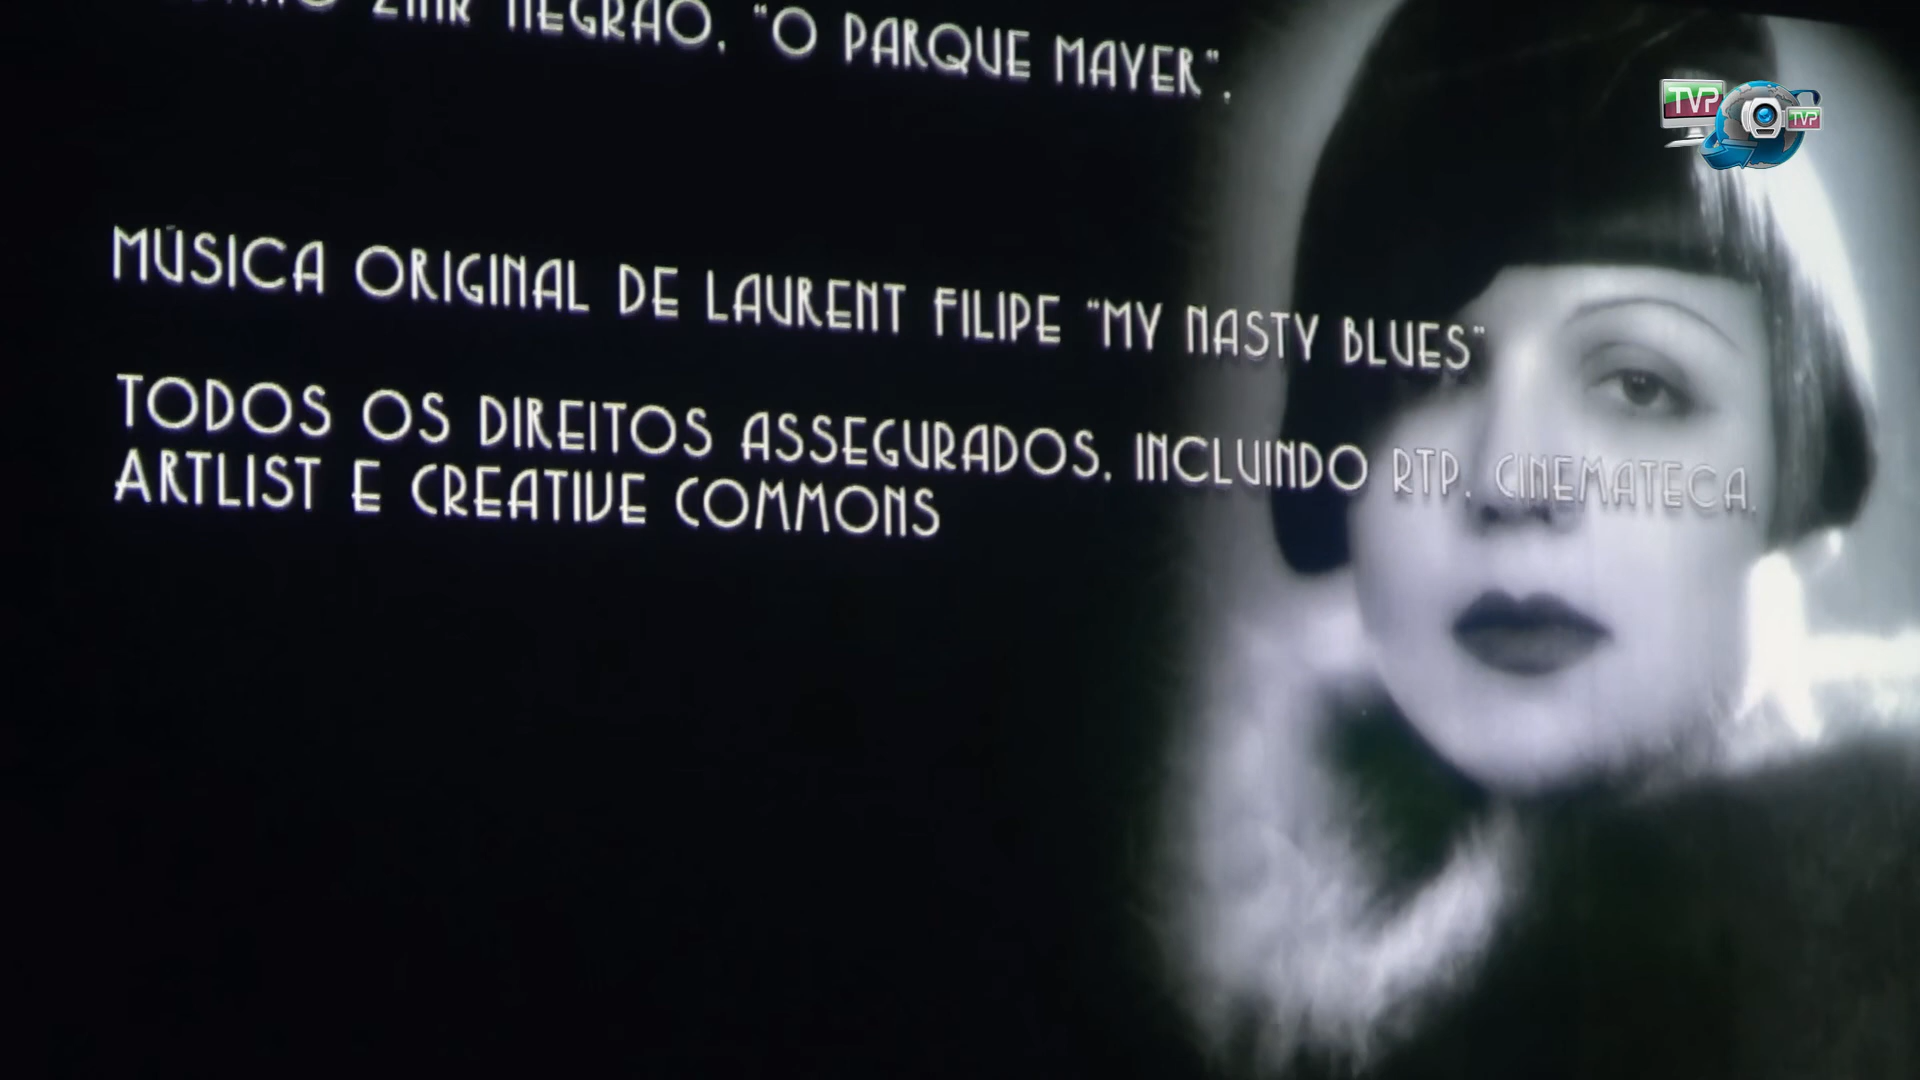 NEGRÃO, "O PARQUE MAYER",
MÚSICA ORIGINAL DE LAURENT FILIPE "MY NASTY BLUES"
TODOS OS DIREITOS ASSEGURADOS, INCLUINDO RTP, CINEMATECA,
ARTLIST E CREATIVE COMMONS
TVP
TVP